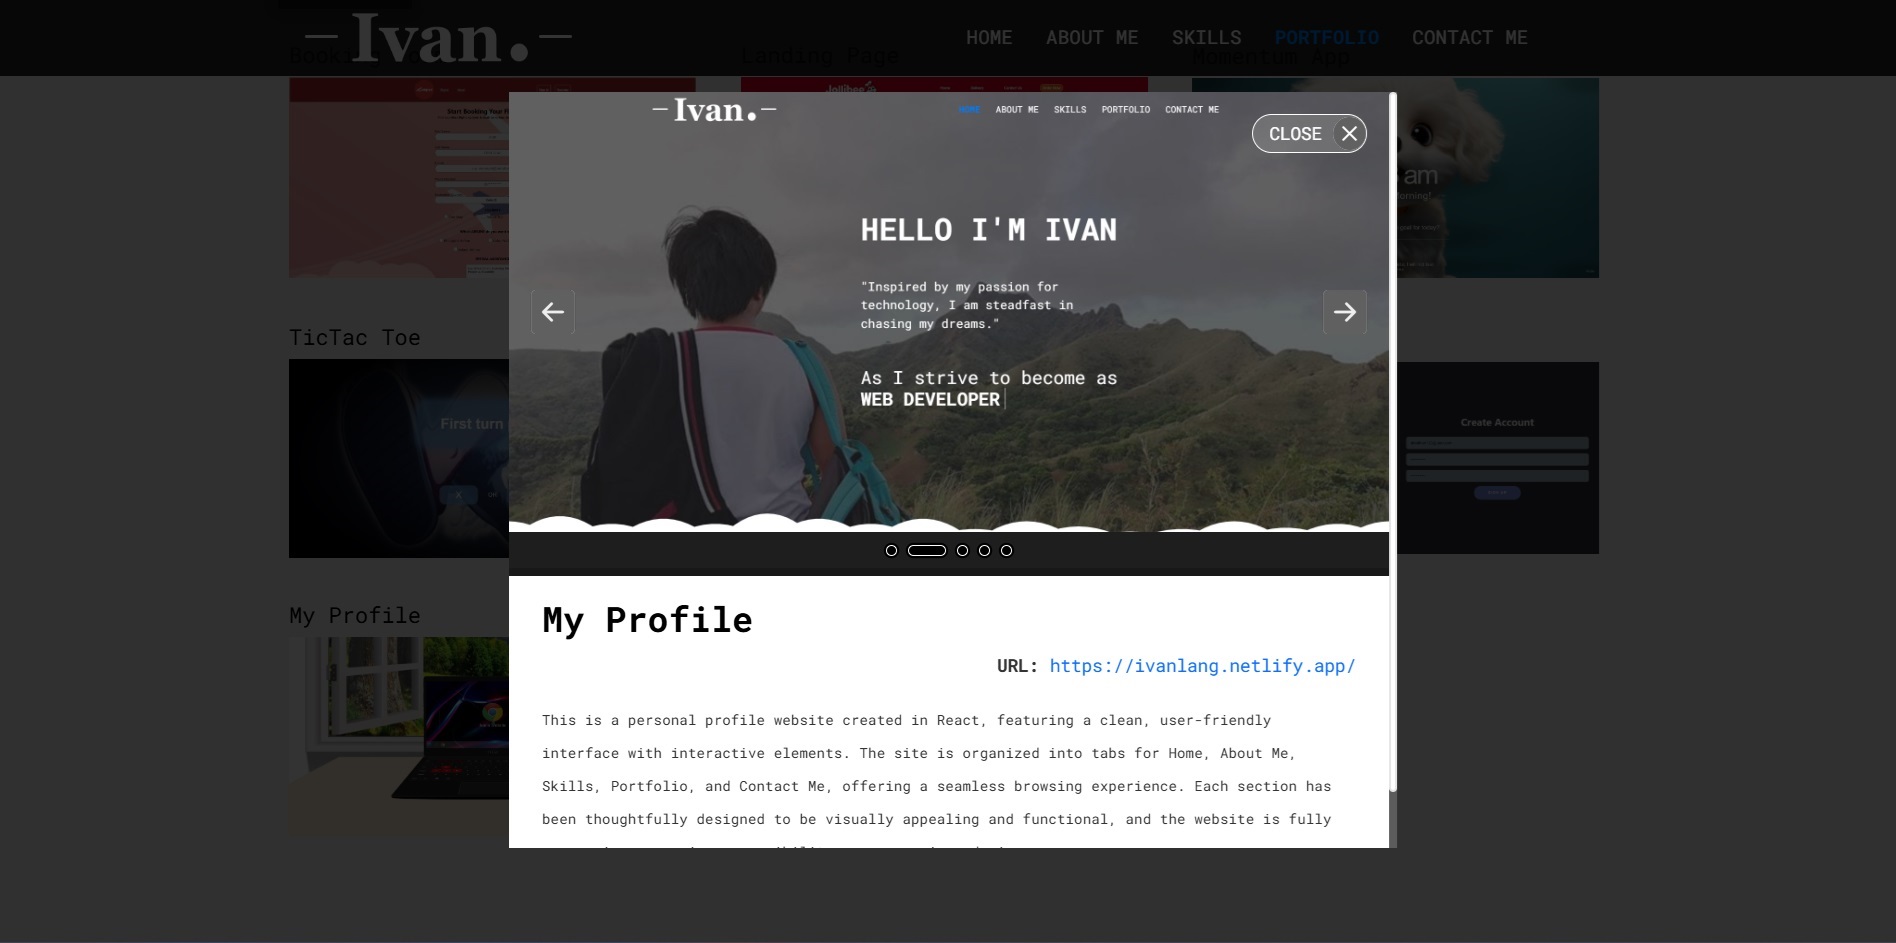 Ivan.
HOME ABOUT ME SKILLS PORTFOLIO CONTACT ME
Landing Page
Momentum App
Jollibee
Ivan.
HOME ABOUT ME SKILLS PORTFOLIO CONTACT ME
CLOSE
HELLO I'M IVAN
"Inspired by my passion for
technology, I am steadfast in
chasing my dreams."
As I strive to become as
WEB DEVELOPER
am
TicTac Toe
First turn
X OR
Create Account
SIGN UP
My Profile
My Profile
URL: https://ivanlang.netlify.app/
This is a personal profile website created in React, featuring a clean, user-friendly
interface with interactive elements. The site is organized into tabs for Home, About Me,
Skills, Portfolio, and Contact Me, offering a seamless browsing experience. Each section has
been thoughtfully designed to be visually appealing and functional, and the website is fully